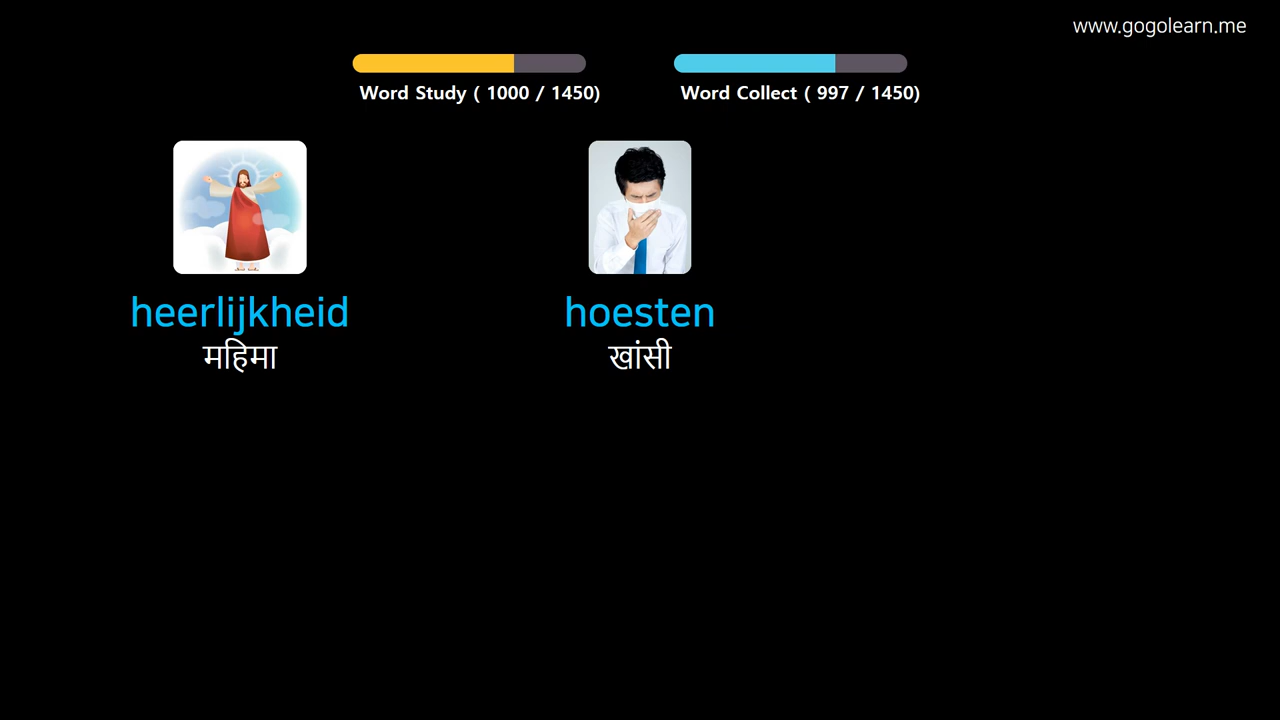 www.gogolearn.me
Word Study ( 1000 / 1450)
Word Collect ( 997 / 1450)
heerlijkheid
महिमा
hoesten
खांसी